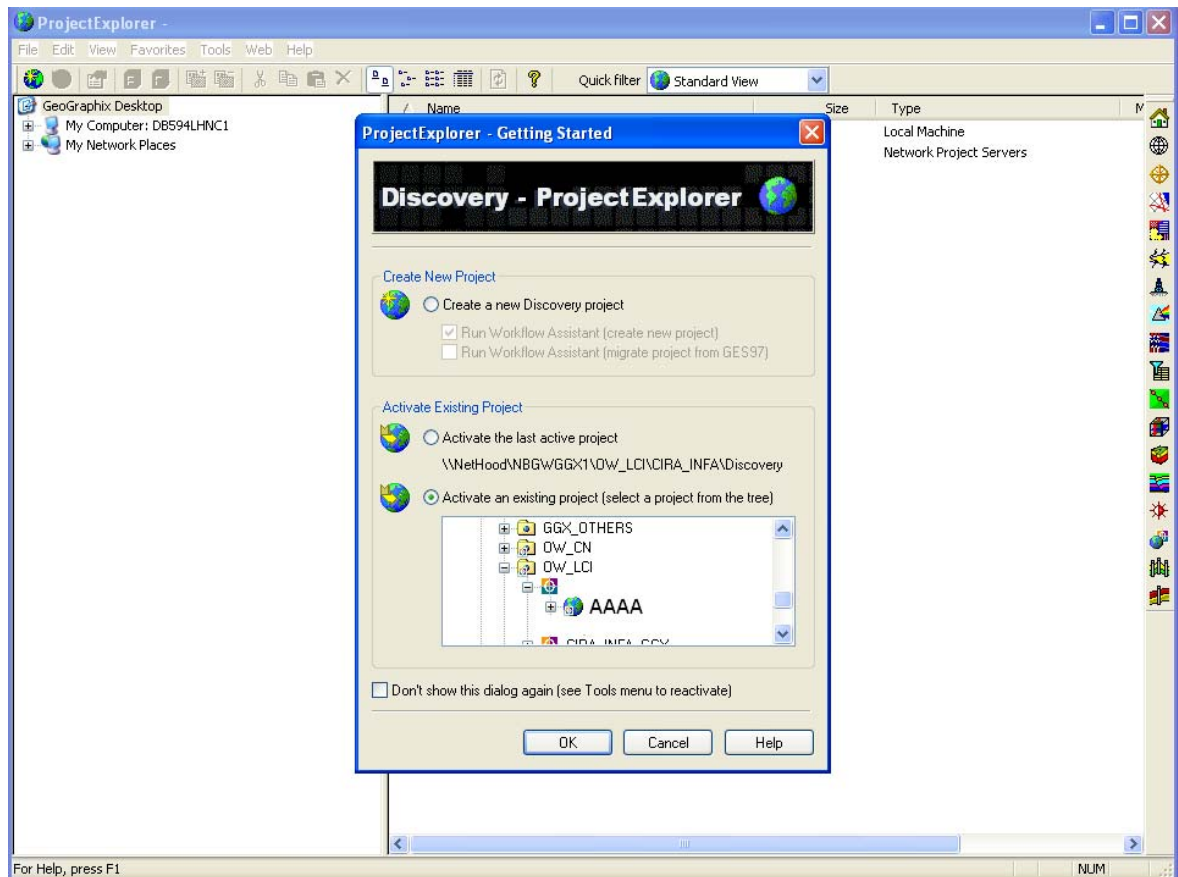 ProjectExplorer -
File Edit View Favorites Tools Web Help
Quick filter Standard View
GeoGraphix Desktop
My Computer: DB594LHNC1
My Network Places
/ Name Size Type M
Local Machine
Network Project Servers
ProjectExplorer - Getting Started
Discovery - ProjectExplorer
Create New Project
Create a new Discovery project
Run Workflow Assistant (create new project)
Run Workflow Assistant (migrate project from GES97)
Activate Existing Project
Activate the last active project
\\NetHood\NBGWGGX1\OW_LCI\CIRA_INFA\Discovery
Activate an existing project (select a project from the tree)
GGX_OTHERS
OW_CN
OW_LCI
AAAA
CIRA_INFA_GGX
Don't show this dialog again (see Tools menu to reactivate)
OK Cancel Help
For Help, press F1
NUM